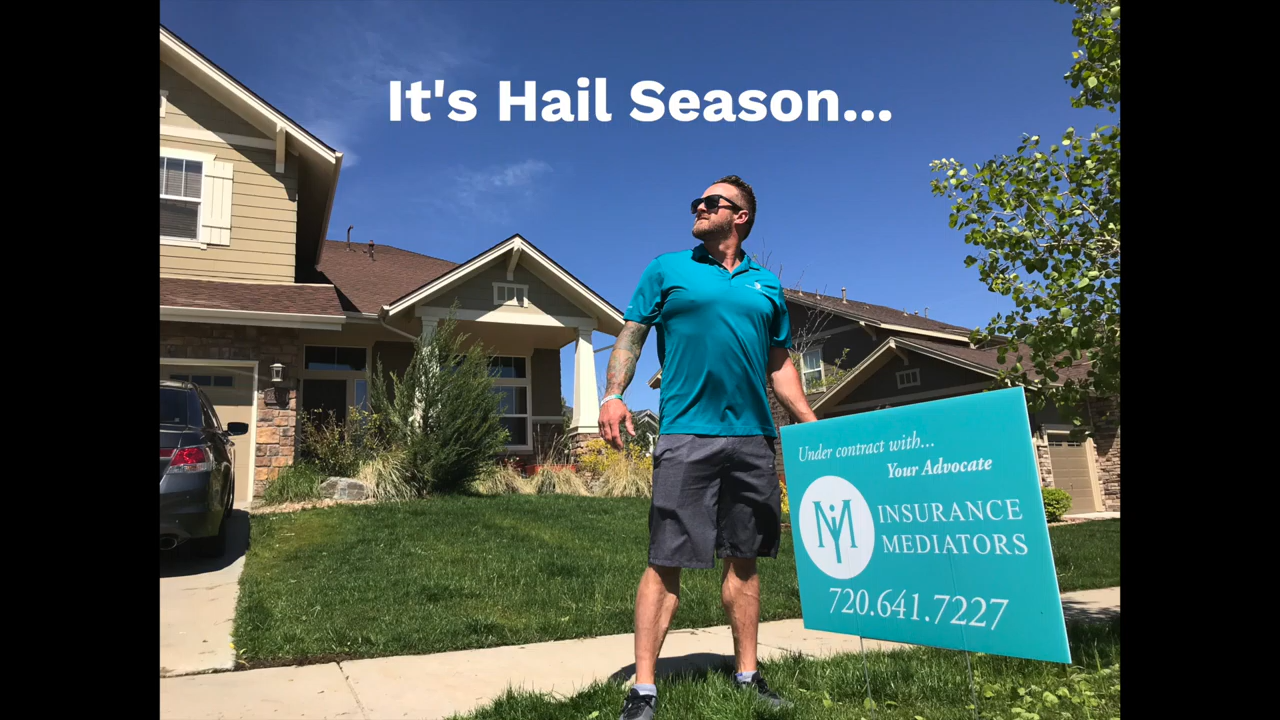 It's Hail Season...
Under contract with...
Your Advocate
IM
INSURANCE
MEDIATORS
720.641.7227